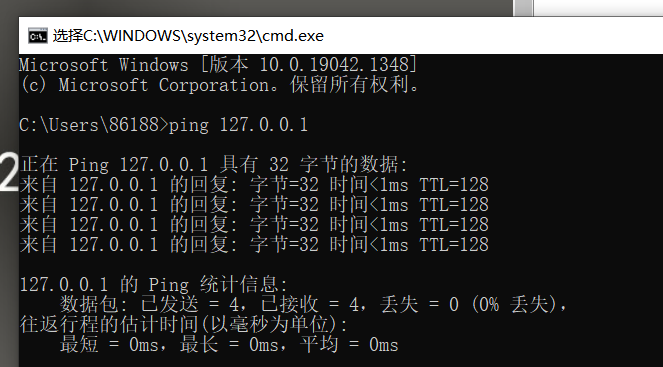 选择C:\WINDOWS\system32\cmd.exe
Microsoft Windows [版本 10.0.19042.1348]
(c) Microsoft Corporation。保留所有权利。
C:\Users\86188>ping 127.0.0.1
正在 Ping 127.0.0.1 具有 32 字节的数据:
来自 127.0.0.1 的回复: 字节=32 时间<1ms TTL=128
来自 127.0.0.1 的回复: 字节=32 时间<1ms TTL=128
来自 127.0.0.1 的回复: 字节=32 时间<1ms TTL=128
来自 127.0.0.1 的回复: 字节=32 时间<1ms TTL=128
127.0.0.1 的 Ping 统计信息:
数据包: 已发送 = 4，已接收 = 4，丢失 = 0 (0% 丢失)，
往返行程的估计时间(以毫秒为单位):
最短 = 0ms，最长 = 0ms，平均 = 0ms
2